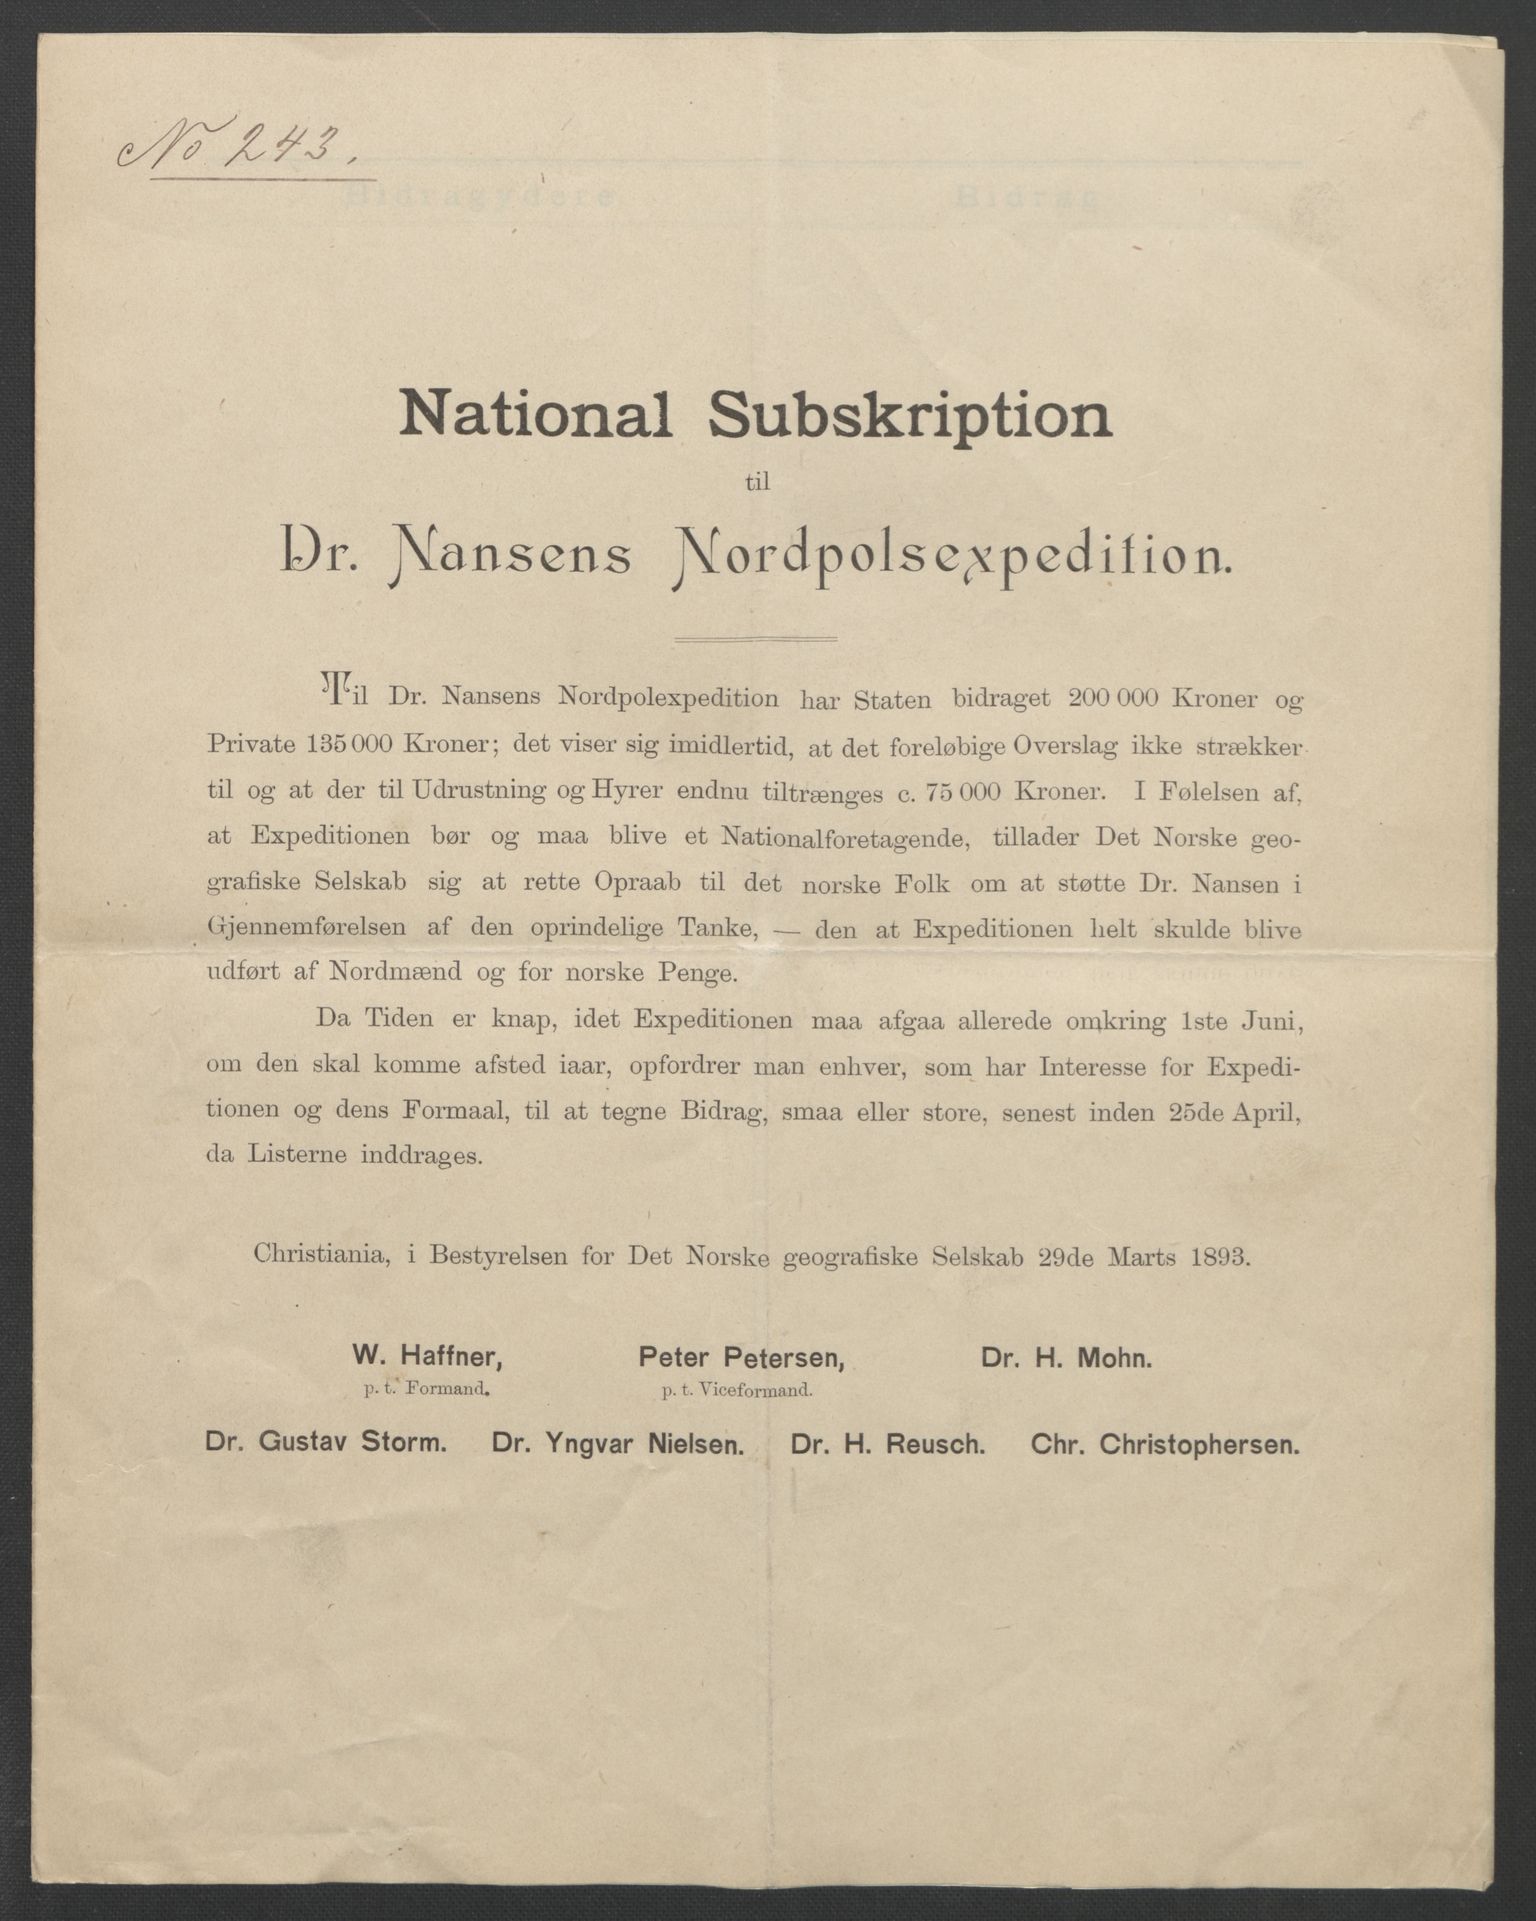 No 243.
Bidragydere Bidrag
National Subskription
til
Dr. Nansens Nordpolsexpedition.
Til Dr. Nansens Nordpolexpedition har Staten bidraget 200 000 Kroner og
Private 135 000 Kroner; det viser sig imidlertid, at det foreløbige Overslag ikke strækker
til og at der til Udrustning og Hyrer endnu tiltrænges c. 75 000 Kroner. I Følelsen af,
at Expeditionen bør og maa blive et Nationalforetagende, tillader Det Norske geo-
grafiske Selskab sig at rette Opraab til det norske Folk om at støtte Dr. Nansen i
Gjennemførelsen af den oprindelige Tanke, — den at Expeditionen helt skulde blive
udført af Nordmænd og for norske Penge.
Da Tiden er knap, idet Expeditionen maa afgaa allerede omkring 1ste Juni,
om den skal komme afsted iaar, opfordrer man enhver, som har Interesse for Expedi-
tionen og dens Formaal, til at tegne Bidrag, smaa eller store, senest inden 25de April,
da Listerne inddrages.
Christiania, i Bestyrelsen for Det Norske geografiske Selskab 29de Marts 1893.
W. Haffner, Peter Petersen, Dr. H. Mohn.
p. t. Formand. p. t. Viceformand.
Dr. Gustav Storm. Dr. Yngvar Nielsen. Dr. H. Reusch. Chr. Christophersen.